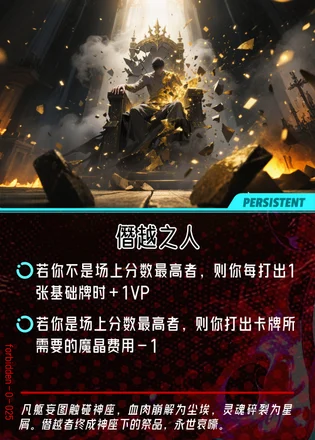 PERSISTENT
僭越之人
若你不是场上分数最高者，则你每打出1
张基础牌时＋1VP
若你是场上分数最高者，则你打出卡牌所
需要的魔晶费用－1
forbidden-0-025
凡躯妄图触碰神座，血肉崩解为尘埃，灵魂碎裂为星
屑。僭越者终成神座下的祭品，永世哀嚎。